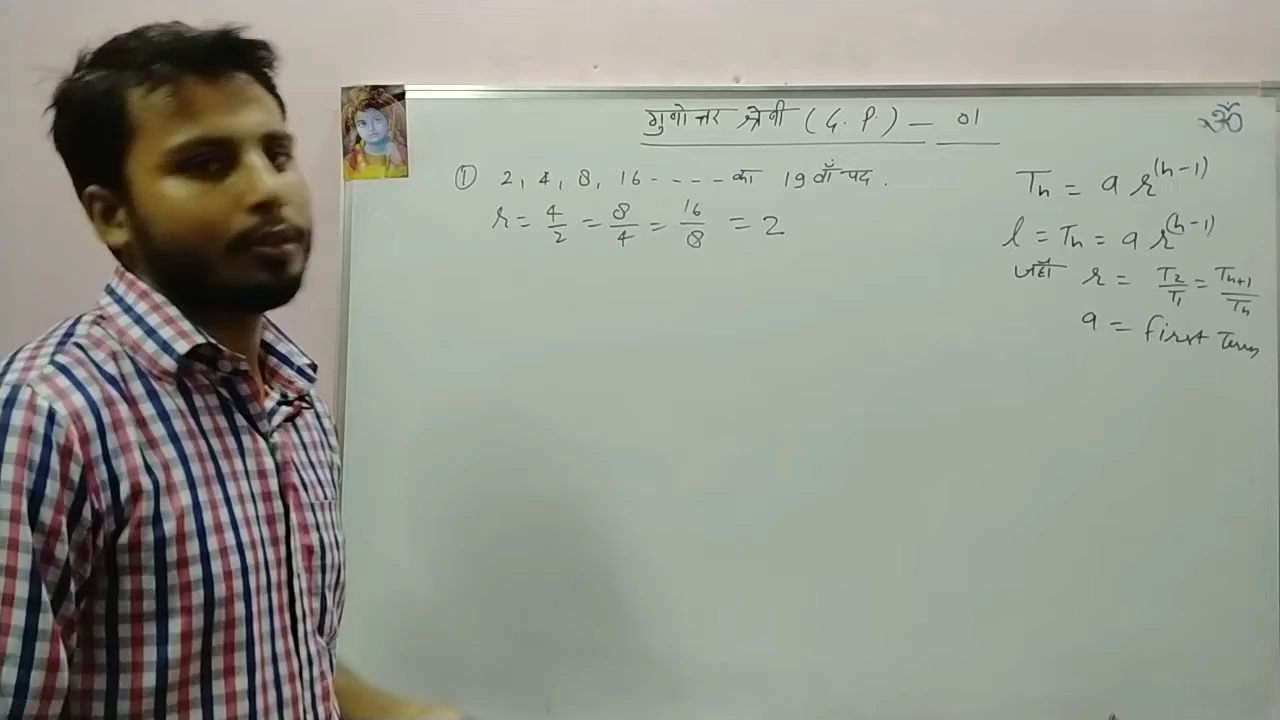 गुणोत्तर श्रेणी (G. P.) – 01
ॐ
① 2, 4, 8, 16 - - - - का 19 वाँ पद .
r = 4/2 = 8/4 = 16/8 = 2
Tn = a r^(n-1)
l = Tn = a r^(n-1)
जहाँ r = T2/T1 = Tn+1/Tn
a = first Term